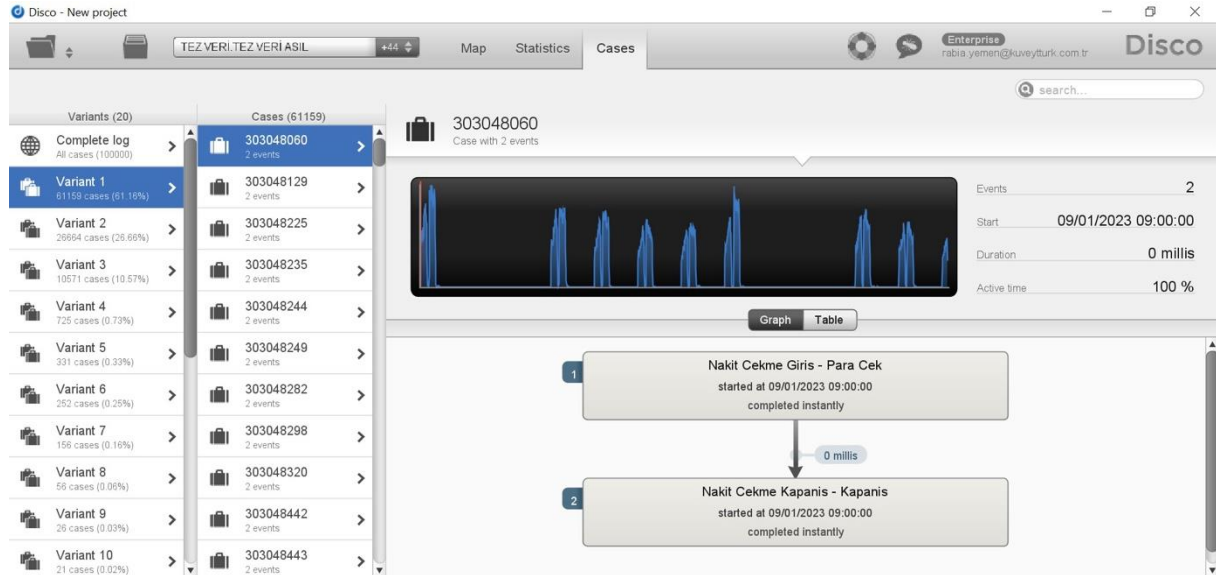 Disco - New project
TEZ VERİ.TEZ VERİ ASIL
+44
Map
Statistics
Cases
Enterprise
rabia.yemen@kuveytturk.com.tr
Disco
search...
Variants (20)
Complete log
All cases (100000)
Variant 1
61159 cases (61.16%)
Variant 2
26664 cases (26.66%)
Variant 3
10571 cases (10.57%)
Variant 4
725 cases (0.73%)
Variant 5
331 cases (0.33%)
Variant 6
252 cases (0.25%)
Variant 7
156 cases (0.16%)
Variant 8
56 cases (0.06%)
Variant 9
26 cases (0.03%)
Variant 10
21 cases (0.02%)
Cases (61159)
303048060
2 events
303048129
2 events
303048225
2 events
303048235
2 events
303048244
2 events
303048249
2 events
303048282
2 events
303048298
2 events
303048320
2 events
303048442
2 events
303048443
2 events
303048060
Case with 2 events
Events 2
Start 09/01/2023 09:00:00
Duration 0 millis
Active time 100 %
Graph
Table
1
Nakit Cekme Giris - Para Cek
started at 09/01/2023 09:00:00
completed instantly
0 millis
2
Nakit Cekme Kapanis - Kapanis
started at 09/01/2023 09:00:00
completed instantly